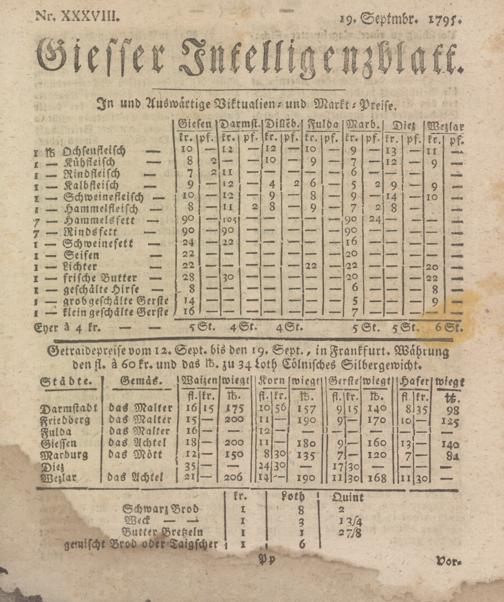 Nr. XXXVIII. 19. Septmbr. 1795.
Giesser Intelligenzblatt.
In und Auswärtige Viktualien- und Markt-Preise.
Giesen Darmst. Dilleb. Fulda Marb. Diez Wezlar
kr. pf. kr. pf. kr. pf. kr. pf. kr. pf. kr. pf. kr. pf.
1 ℔ Ochsenfleisch — 10 — 12 — 12 — 10 — 9 — 13 — 11 —
1 — Kühfleisch — 8 2 — — 10 — 9 — 7 — 12 — 9 —
1 — Rindfleisch — 7 2 11 —
1 — Kalbfleisch — 9 — 12 — 4 2 6 — 5 2 9 — 9 —
1 — Schweinefleisch — 10 — 12 — 9 — 8 — 9 — 14 — 10 —
1 — Hammelfleisch — 8 — 11 2 8 — 9 — 7 2 8 —
7 — Hammelsfett — 90 — 105 — — — — — 90 24 —
7 — Rindsfett — 90 — 90 — — — — — 90 —
1 — Schweinefett — 24 — 22 — — — — — 16 —
1 — Seifen — 22 — — — — — — — 20 —
1 — Lichter — 22 — — — — — 22 — 22 — — — 20 —
1 — frische Butter — 28 — 30 — — — — — 20 — — — 22 —
1 — geschälte Hirse 8 — — — — — — — 6 — — — 8 —
1 — grobgeschälte Gerste 14 — — — — — — — 5 — — — 9 —
1 — klein geschälte Gerste 16 — — — — — — — 7 —
Eyer à 4 kr. — — 5 St. 4 St. 4 St. 5 St. 5 St. 6 St.
Getraidepreise vom 12. Sept. bis den 19. Sept., in Frankfurt. Währung
den fl. à 60 kr. und das ℔. zu 34 Loth Cölnisches Silbergewicht.
Städte. Gemäs. Waizen wiegt Korn wiegt Gerste wiegt Hafer wiegt
fl. kr. ℔. fl. kr. ℔. fl. kr. ℔. fl. kr. ℔.
Darmstadt das Malter 16 15 175 10 56 157 9 15 140 8 35 98
Friedberg das Malter 15 — 200 11 — 190 9 — 170 10 — 125
Fulda das Malter 16 — — 12 —
Giessen das Achtel 18 — 200 11 — 180 9 — 160 13 — 140
Marburg das Mött 12 — 150 8 30 135 7 — 120 7 — 82
Diez 35 — — 24 30 — 17 30 —
Wezlar das Achtel 21 — 206 14 — 190 11 30 168 11 30 —
kr. Loth Quint
Schwarz Brod 1 8 2
Weck — — 1 3 1 3/4
Butter Bretzeln 1 1 2 7/8
gemischt Brod oder Taigscher 1 6
Pp Vor-